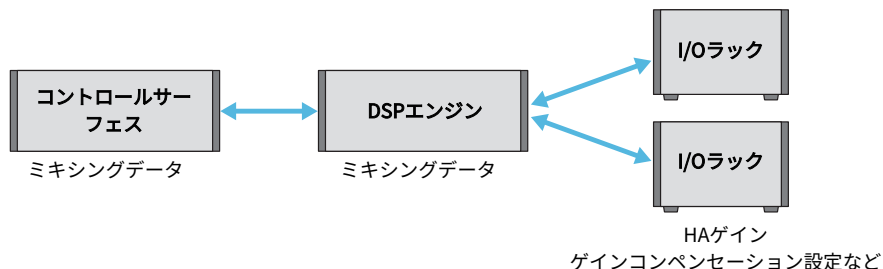 コントロールサー
フェス
ミキシングデータ
DSPエンジン
ミキシングデータ
I/Oラック
I/Oラック
HAゲイン
ゲインコンペンセーション設定など